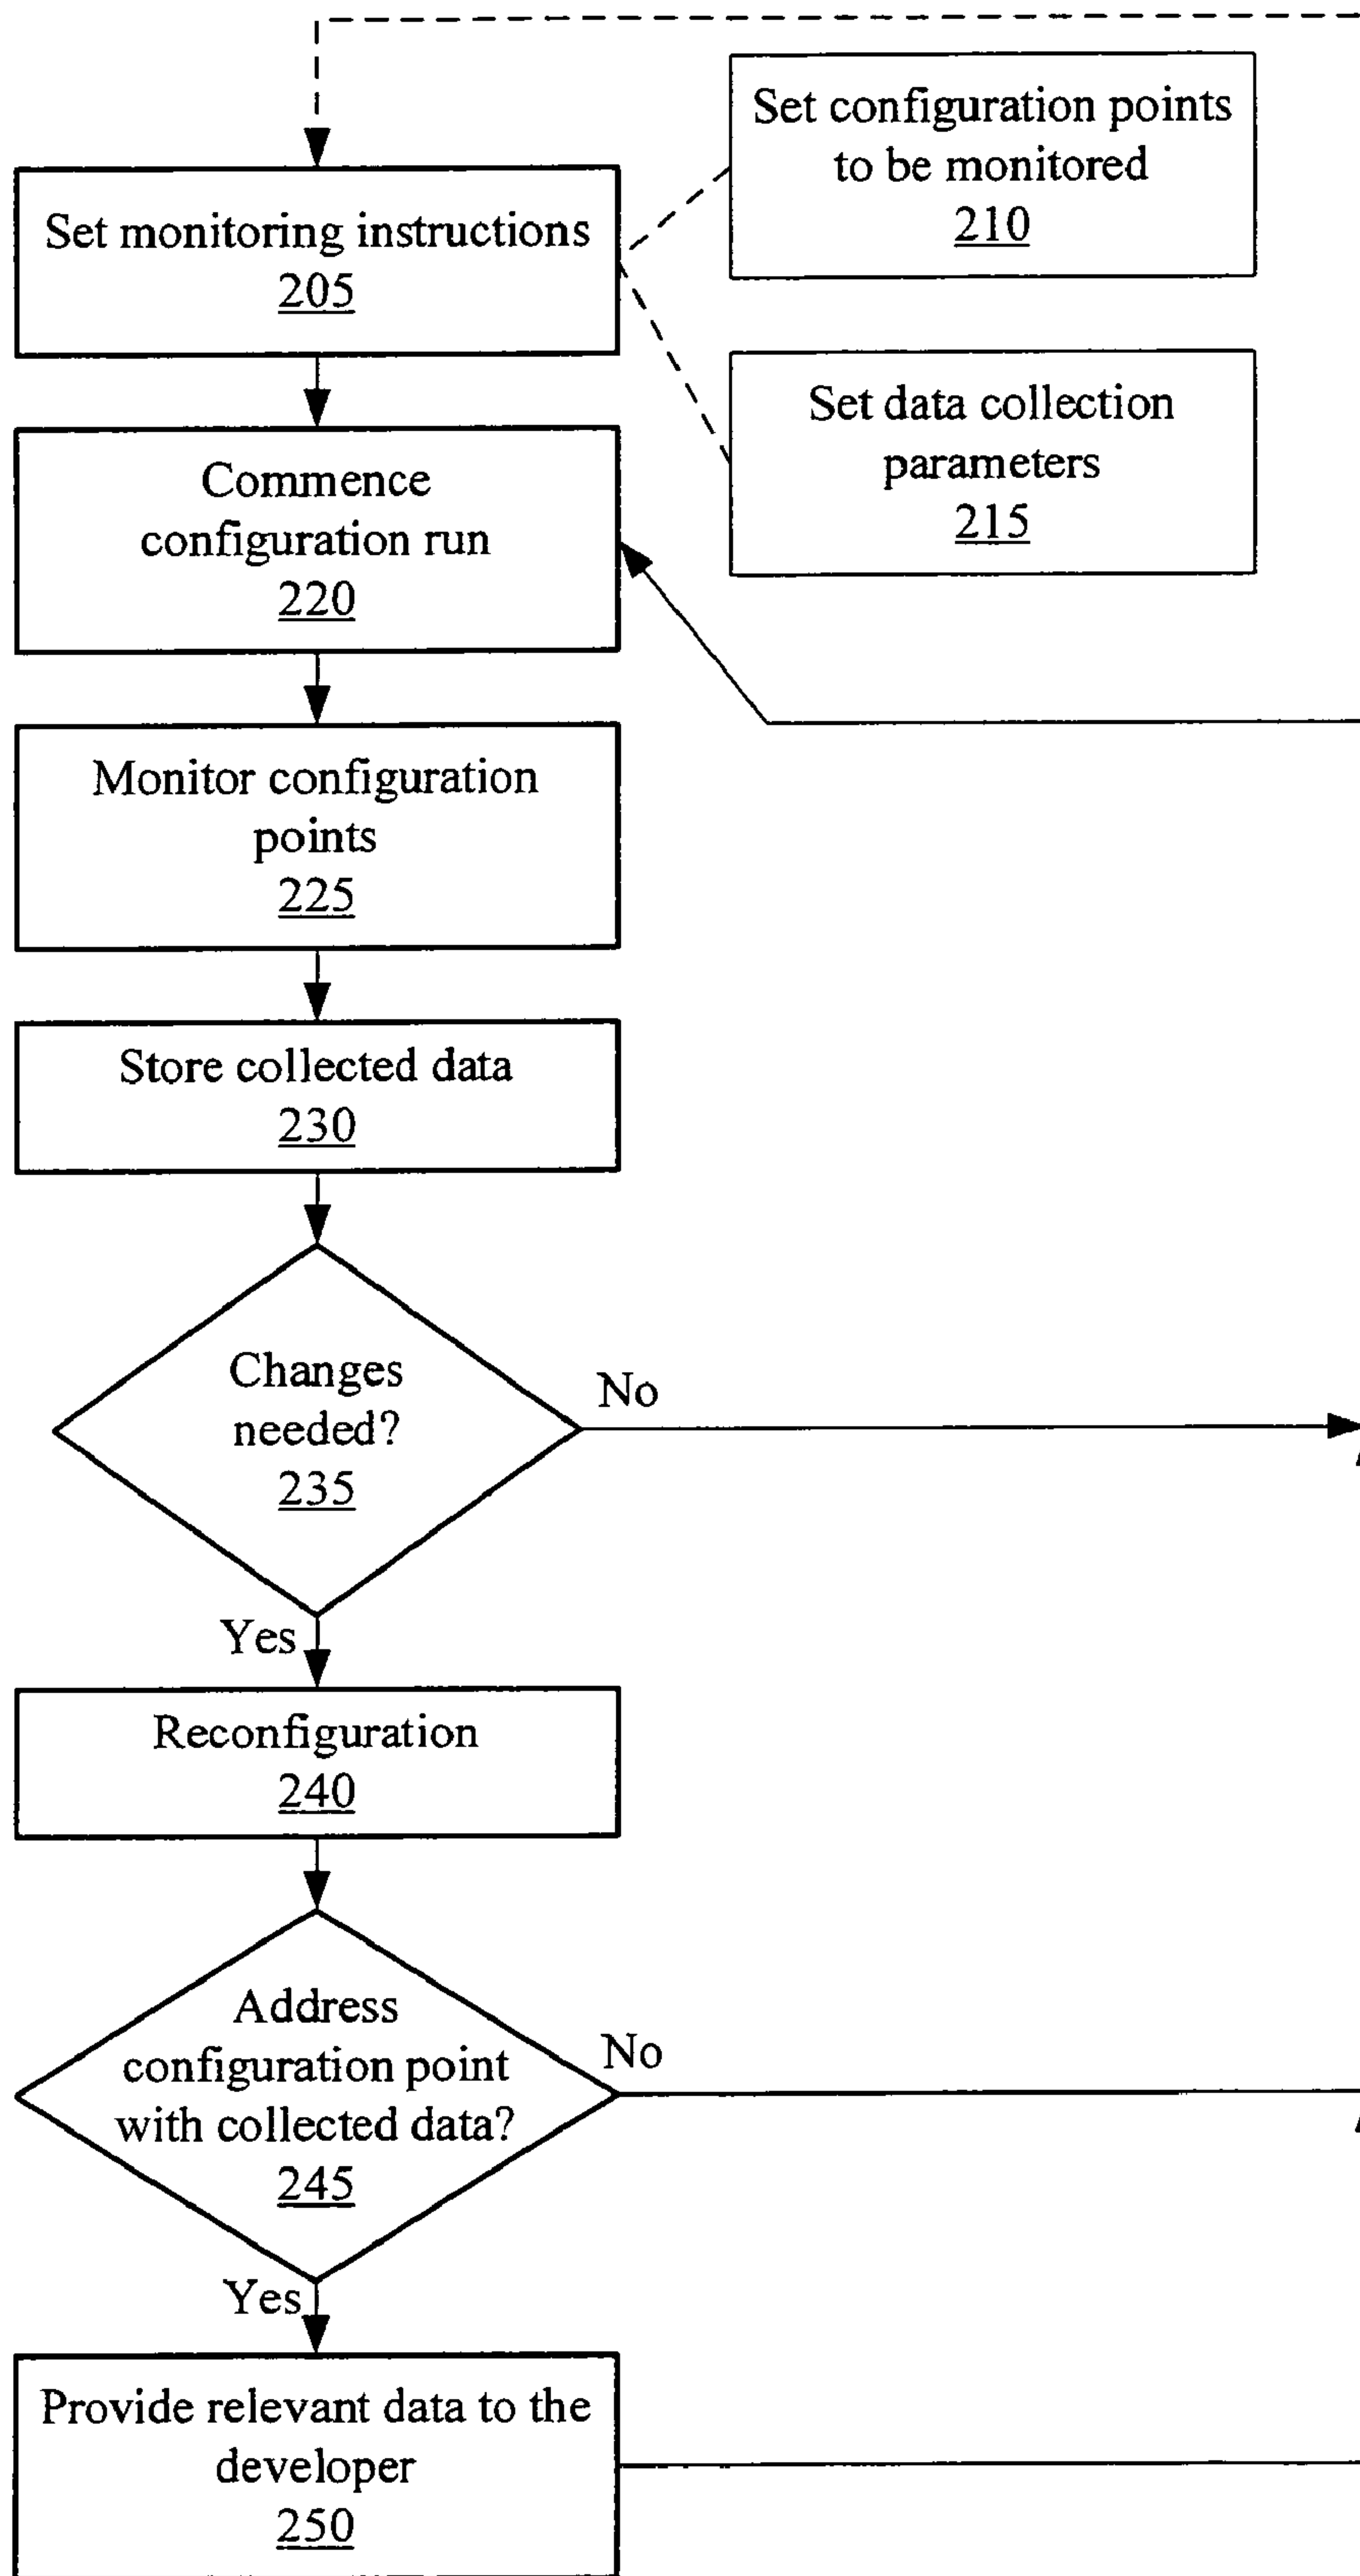 Set configuration points
to be monitored
210
Set monitoring instructions
205
Set data collection
parameters
215
Commence
configuration run
220
Monitor configuration
points
225
Store collected data
230
Changes
needed?
235
No
Yes
Reconfiguration
240
Address
configuration point
with collected data?
245
No
Yes
Provide relevant data to the
developer
250